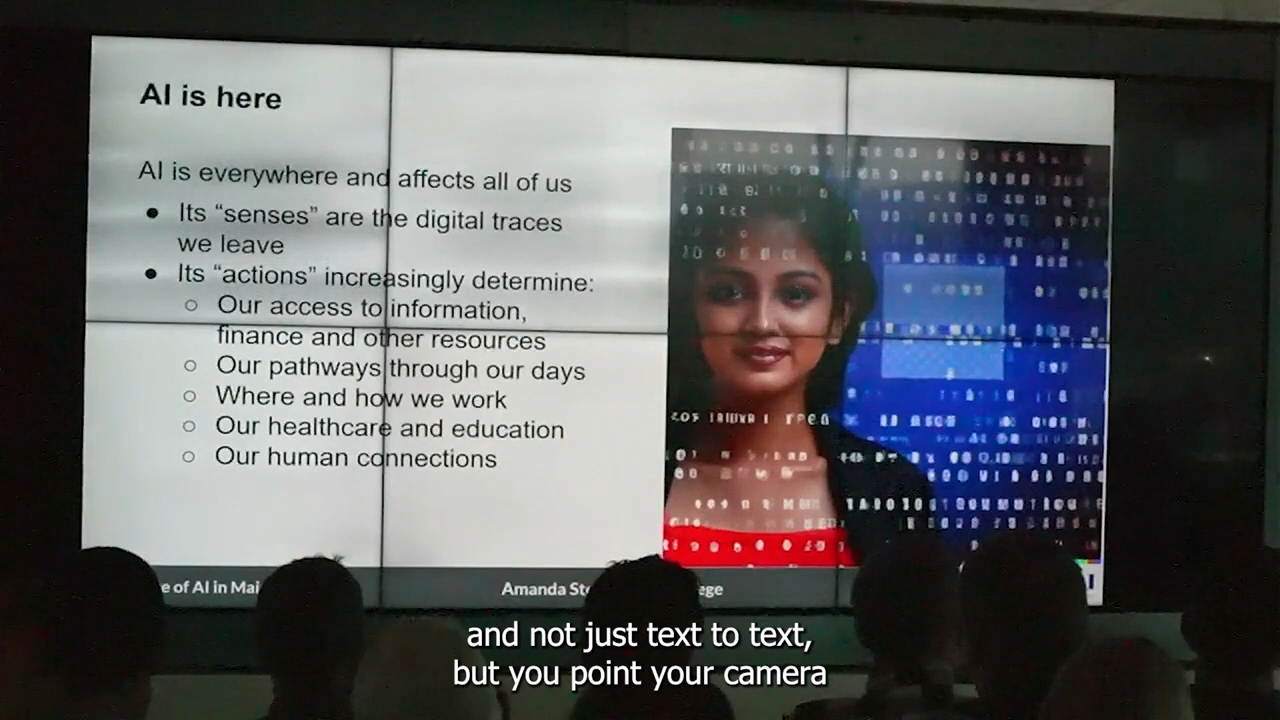 AI is here
AI is everywhere and affects all of us
● Its “senses” are the digital traces
we leave
● Its “actions” increasingly determine:
○ Our access to information,
finance and other resources
○ Our pathways through our days
○ Where and how we work
○ Our healthcare and education
○ Our human connections
of AI in
Amanda
and not just text to text,
but you point your camera